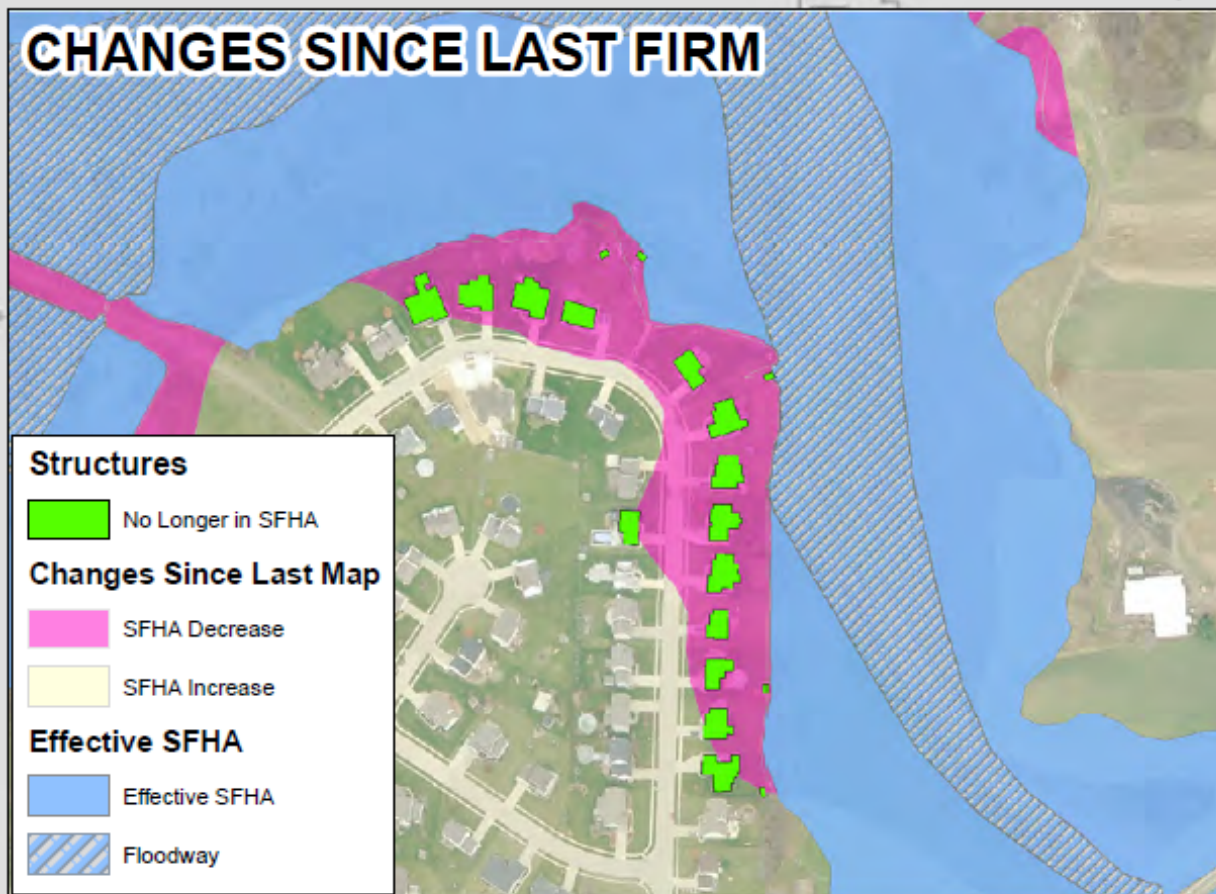 CHANGES SINCE LAST FIRM
Structures
No Longer in SFHA
Changes Since Last Map
SFHA Decrease
SFHA Increase
Effective SFHA
Effective SFHA
Floodway